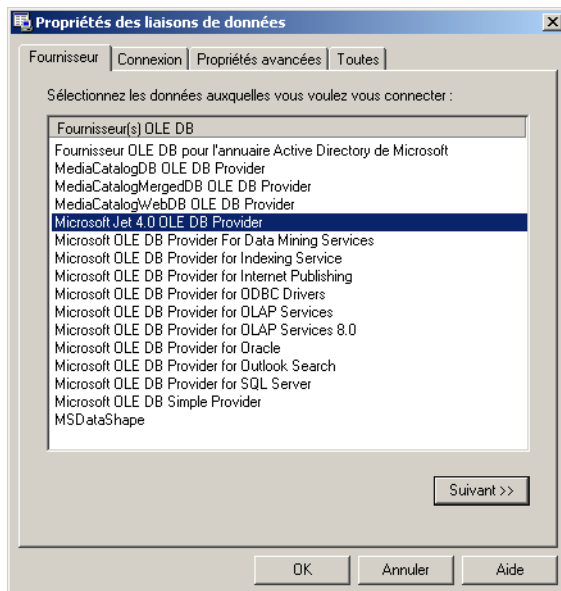 Propriétés des liaisons de données
Fournisseur Connexion Propriétés avancées Toutes
Sélectionnez les données auxquelles vous voulez vous connecter :
Fournisseur(s) OLE DB
Fournisseur OLE DB pour l'annuaire Active Directory de Microsoft
MediaCatalogDB OLE DB Provider
MediaCatalogMergedDB OLE DB Provider
MediaCatalogWebDB OLE DB Provider
Microsoft Jet 4.0 OLE DB Provider
Microsoft OLE DB Provider For Data Mining Services
Microsoft OLE DB Provider for Indexing Service
Microsoft OLE DB Provider for Internet Publishing
Microsoft OLE DB Provider for ODBC Drivers
Microsoft OLE DB Provider for OLAP Services
Microsoft OLE DB Provider for OLAP Services 8.0
Microsoft OLE DB Provider for Oracle
Microsoft OLE DB Provider for Outlook Search
Microsoft OLE DB Provider for SQL Server
Microsoft OLE DB Simple Provider
MSDataShape
Suivant >>
OK Annuler Aide